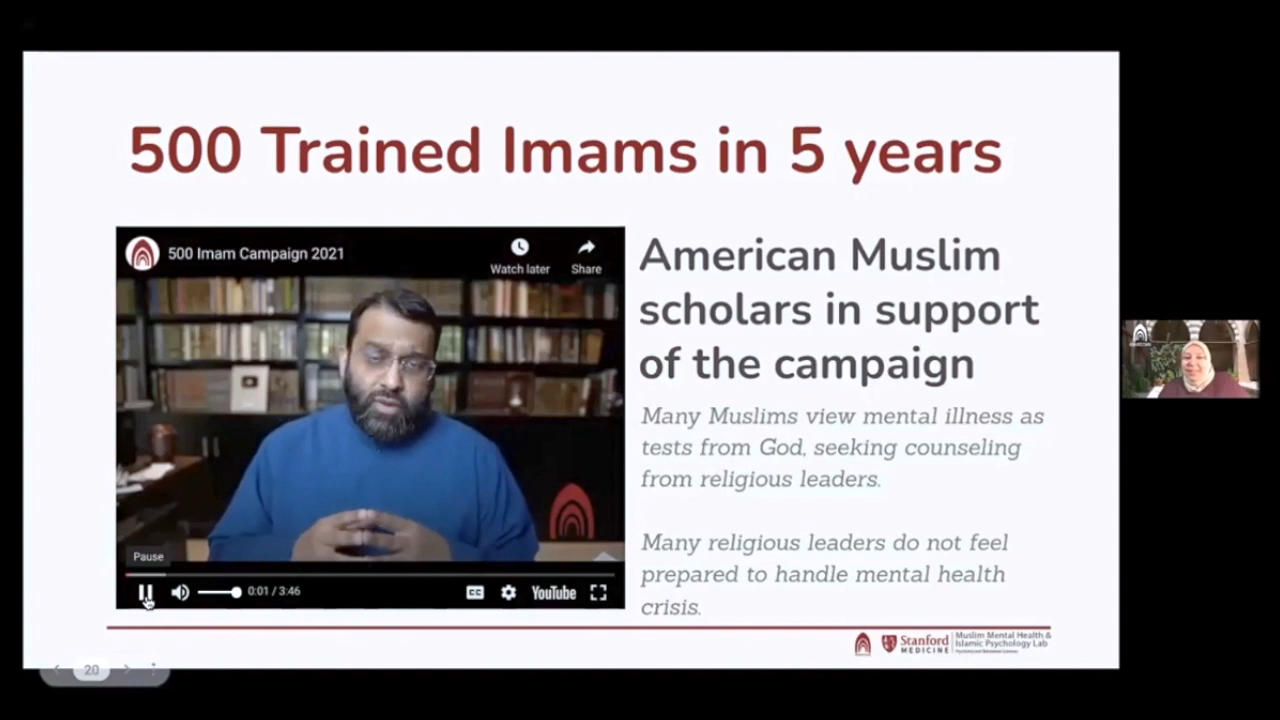 500 Trained Imams in 5 years
500 Imam Campaign 2021
Watch later
Share
Pause
0:01 / 3:46
CC
YouTube
American Muslim
scholars in support
of the campaign
Many Muslims view mental illness as
tests from God, seeking counseling
from religious leaders.
Many religious leaders do not feel
prepared to handle mental health
crisis.
Stanford
MEDICINE
Muslim Mental Health &
Islamic Psychology Lab
20